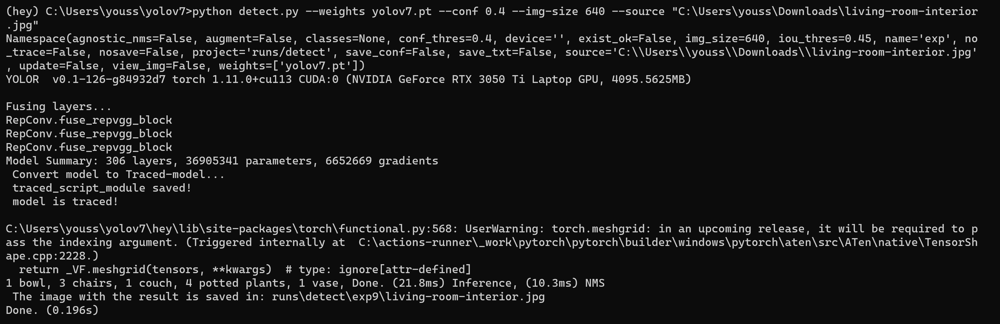 (hey) C:\Users\youss\yolov7>python detect.py --weights yolov7.pt --conf 0.4 --img-size 640 --source "C:\Users\youss\Downloads\living-room-interior
.jpg"
Namespace(agnostic_nms=False, augment=False, classes=None, conf_thres=0.4, device='', exist_ok=False, img_size=640, iou_thres=0.45, name='exp', no
_trace=False, nosave=False, project='runs/detect', save_conf=False, save_txt=False, source='C:\\Users\\youss\\Downloads\\living-room-interior.jpg'
, update=False, view_img=False, weights=['yolov7.pt'])
YOLOR  v0.1-126-g84932d7 torch 1.11.0+cu113 CUDA:0 (NVIDIA GeForce RTX 3050 Ti Laptop GPU, 4095.5625MB)

Fusing layers...
RepConv.fuse_repvgg_block
RepConv.fuse_repvgg_block
RepConv.fuse_repvgg_block
Model Summary: 306 layers, 36905341 parameters, 6652669 gradients
 Convert model to Traced-model...
 traced_script_module saved!
 model is traced!

C:\Users\youss\yolov7\hey\lib\site-packages\torch\functional.py:568: UserWarning: torch.meshgrid: in an upcoming release, it will be required to p
ass the indexing argument. (Triggered internally at  C:\actions-runner\_work\pytorch\pytorch\builder\windows\pytorch\aten\src\ATen\native\TensorSh
ape.cpp:2228.)
  return _VF.meshgrid(tensors, **kwargs)  # type: ignore[attr-defined]
1 bowl, 3 chairs, 1 couch, 4 potted plants, 1 vase, Done. (21.8ms) Inference, (10.3ms) NMS
 The image with the result is saved in: runs\detect\exp9\living-room-interior.jpg
Done. (0.196s)